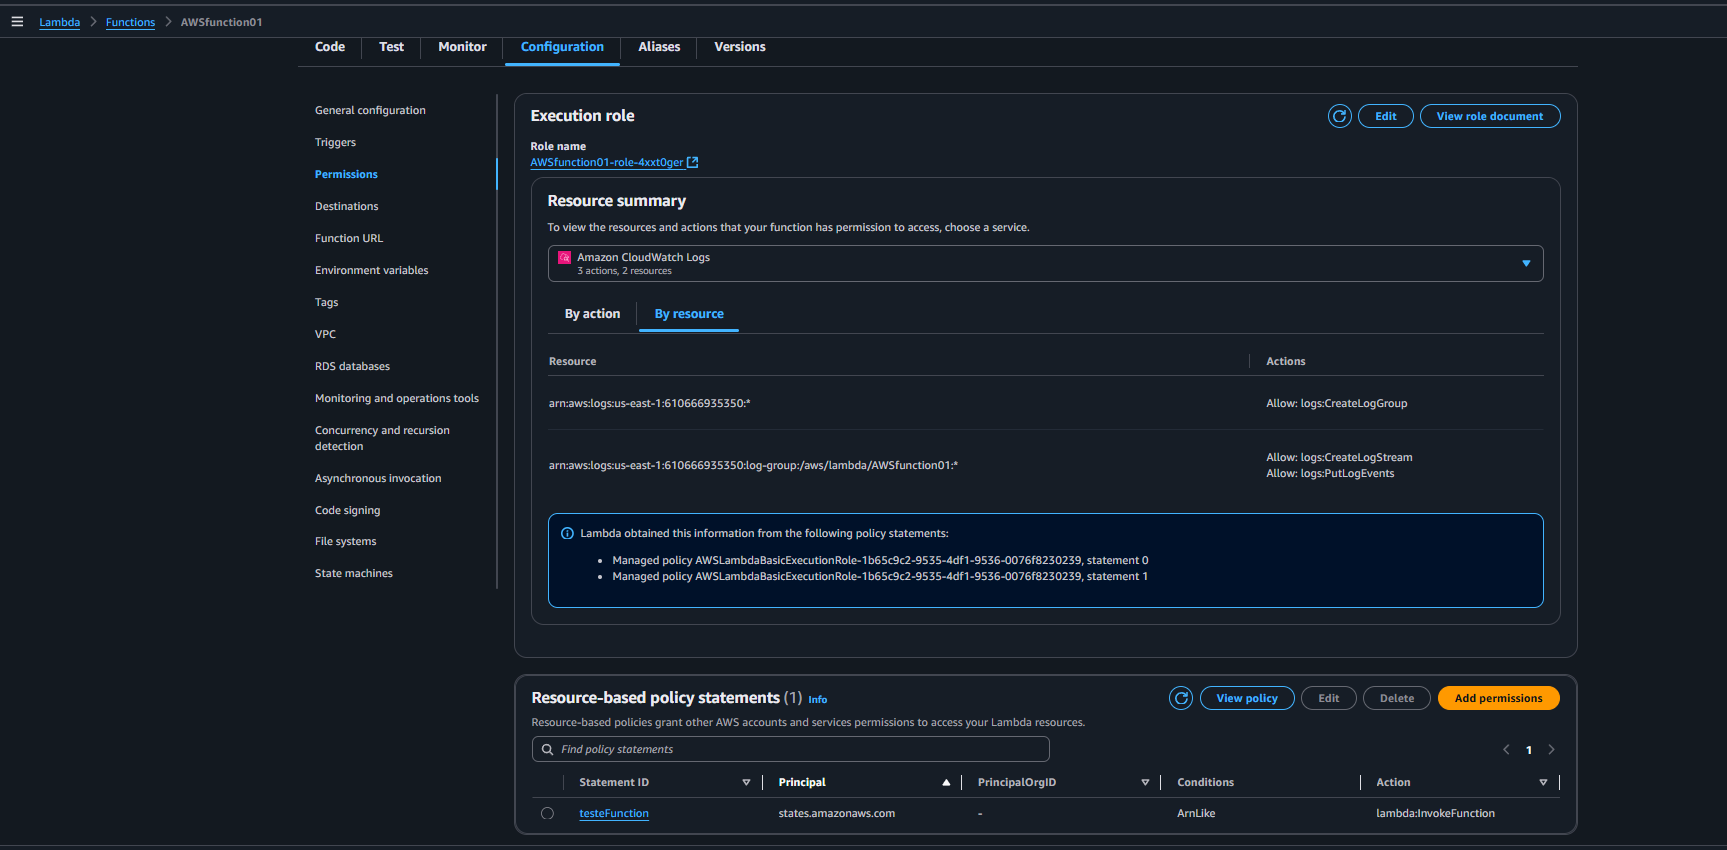 Lambda > Functions > AWSfunction01
Code Test Monitor Configuration Aliases Versions
General configuration
Triggers
Permissions
Destinations
Function URL
Environment variables
Tags
VPC
RDS databases
Monitoring and operations tools
Concurrency and recursion
detection
Asynchronous invocation
Code signing
File systems
State machines
Execution role
Edit View role document
Role name
AWSfunction01-role-4xxt0ger
Resource summary
To view the resources and actions that your function has permission to access, choose a service.
Amazon CloudWatch Logs
3 actions, 2 resources
By action By resource
Resource Actions
arn:aws:logs:us-east-1:610666935350:* Allow: logs:CreateLogGroup
arn:aws:logs:us-east-1:610666935350:log-group:/aws/lambda/AWSfunction01:* Allow: logs:CreateLogStream
Allow: logs:PutLogEvents
Lambda obtained this information from the following policy statements:
• Managed policy AWSLambdaBasicExecutionRole-1b65c9c2-9535-4df1-9536-0076f8230239, statement 0
• Managed policy AWSLambdaBasicExecutionRole-1b65c9c2-9535-4df1-9536-0076f8230239, statement 1
Resource-based policy statements (1) Info
View policy Edit Delete Add permissions
Resource-based policies grant other AWS accounts and services permissions to access your Lambda resources.
Find policy statements
< 1 >
Statement ID Principal PrincipalOrgID Conditions Action
testeFunction states.amazonaws.com - ArnLike lambda:InvokeFunction